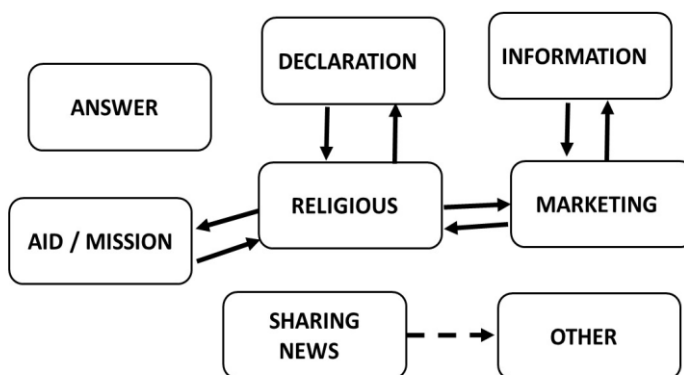 DECLARATION
INFORMATION
ANSWER
RELIGIOUS
MARKETING
AID / MISSION
SHARING
NEWS
OTHER